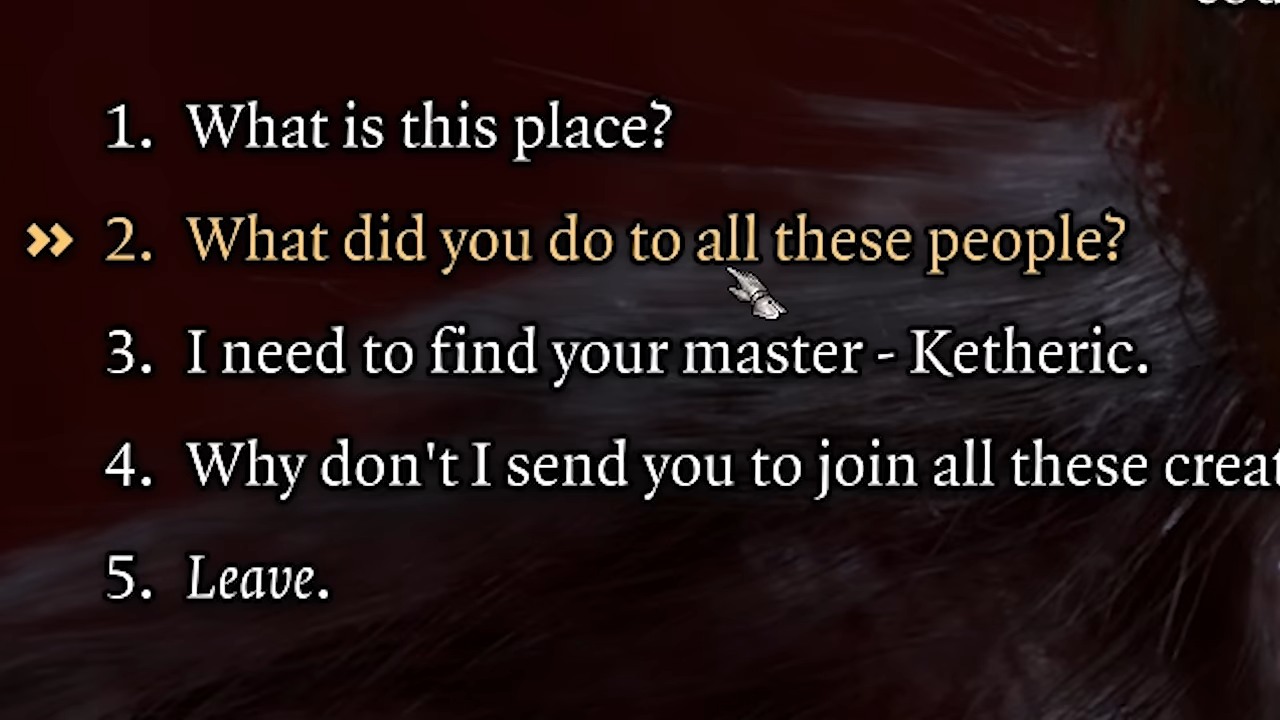 1. What is this place?
2. What did you do to all these people?
3. I need to find your master - Ketheric.
4. Why don't I send you to join all these
5. Leave.